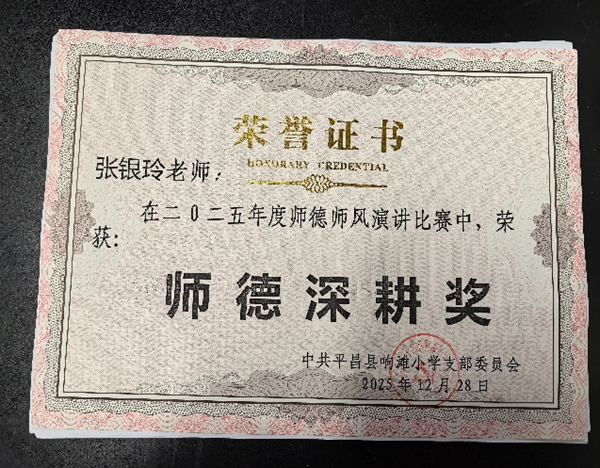 荣誉证书
HONORARY CREDENTIAL
张银玲老师：
在二0二五年度师德师风演讲比赛中，荣
获：
师德深耕奖
中共平昌县响滩小学支部委员会
2025年12月28日